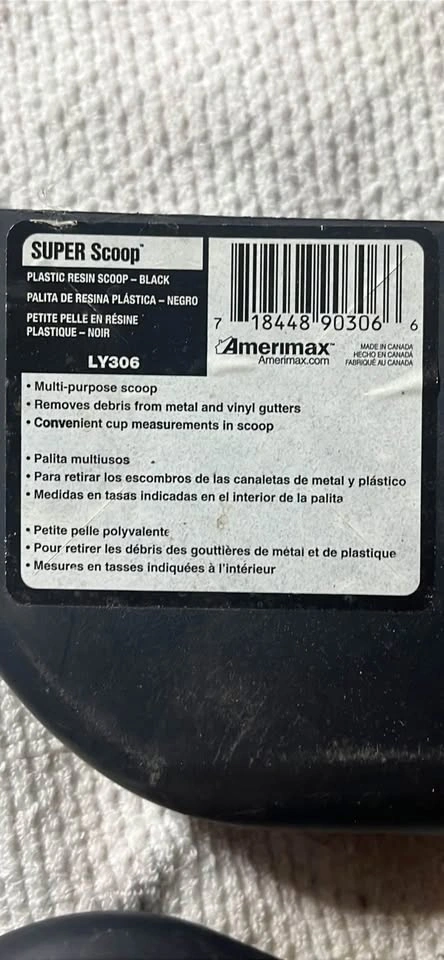 SUPER Scoop™
PLASTIC RESIN SCOOP – BLACK
PALITA DE RESINA PLÁSTICA – NEGRO
PETITE PELLE EN RÉSINE
PLASTIQUE – NOIR
LY306
7 18448 90306 6
Amerimax™
Amerimax.com
MADE IN CANADA
HECHO EN CANADÁ
FABRIQUÉ AU CANADA
• Multi-purpose scoop
• Removes debris from metal and vinyl gutters
• Convenient cup measurements in scoop
• Palita multiusos
• Para retirar los escombros de las canaletas de metal y plástico
• Medidas en tasas indicadas en el interior de la palita
• Petite pelle polyvalente
• Pour retirer les débris des gouttières de métal et de plastique
• Mesures en tasses indiquées à l'intérieur